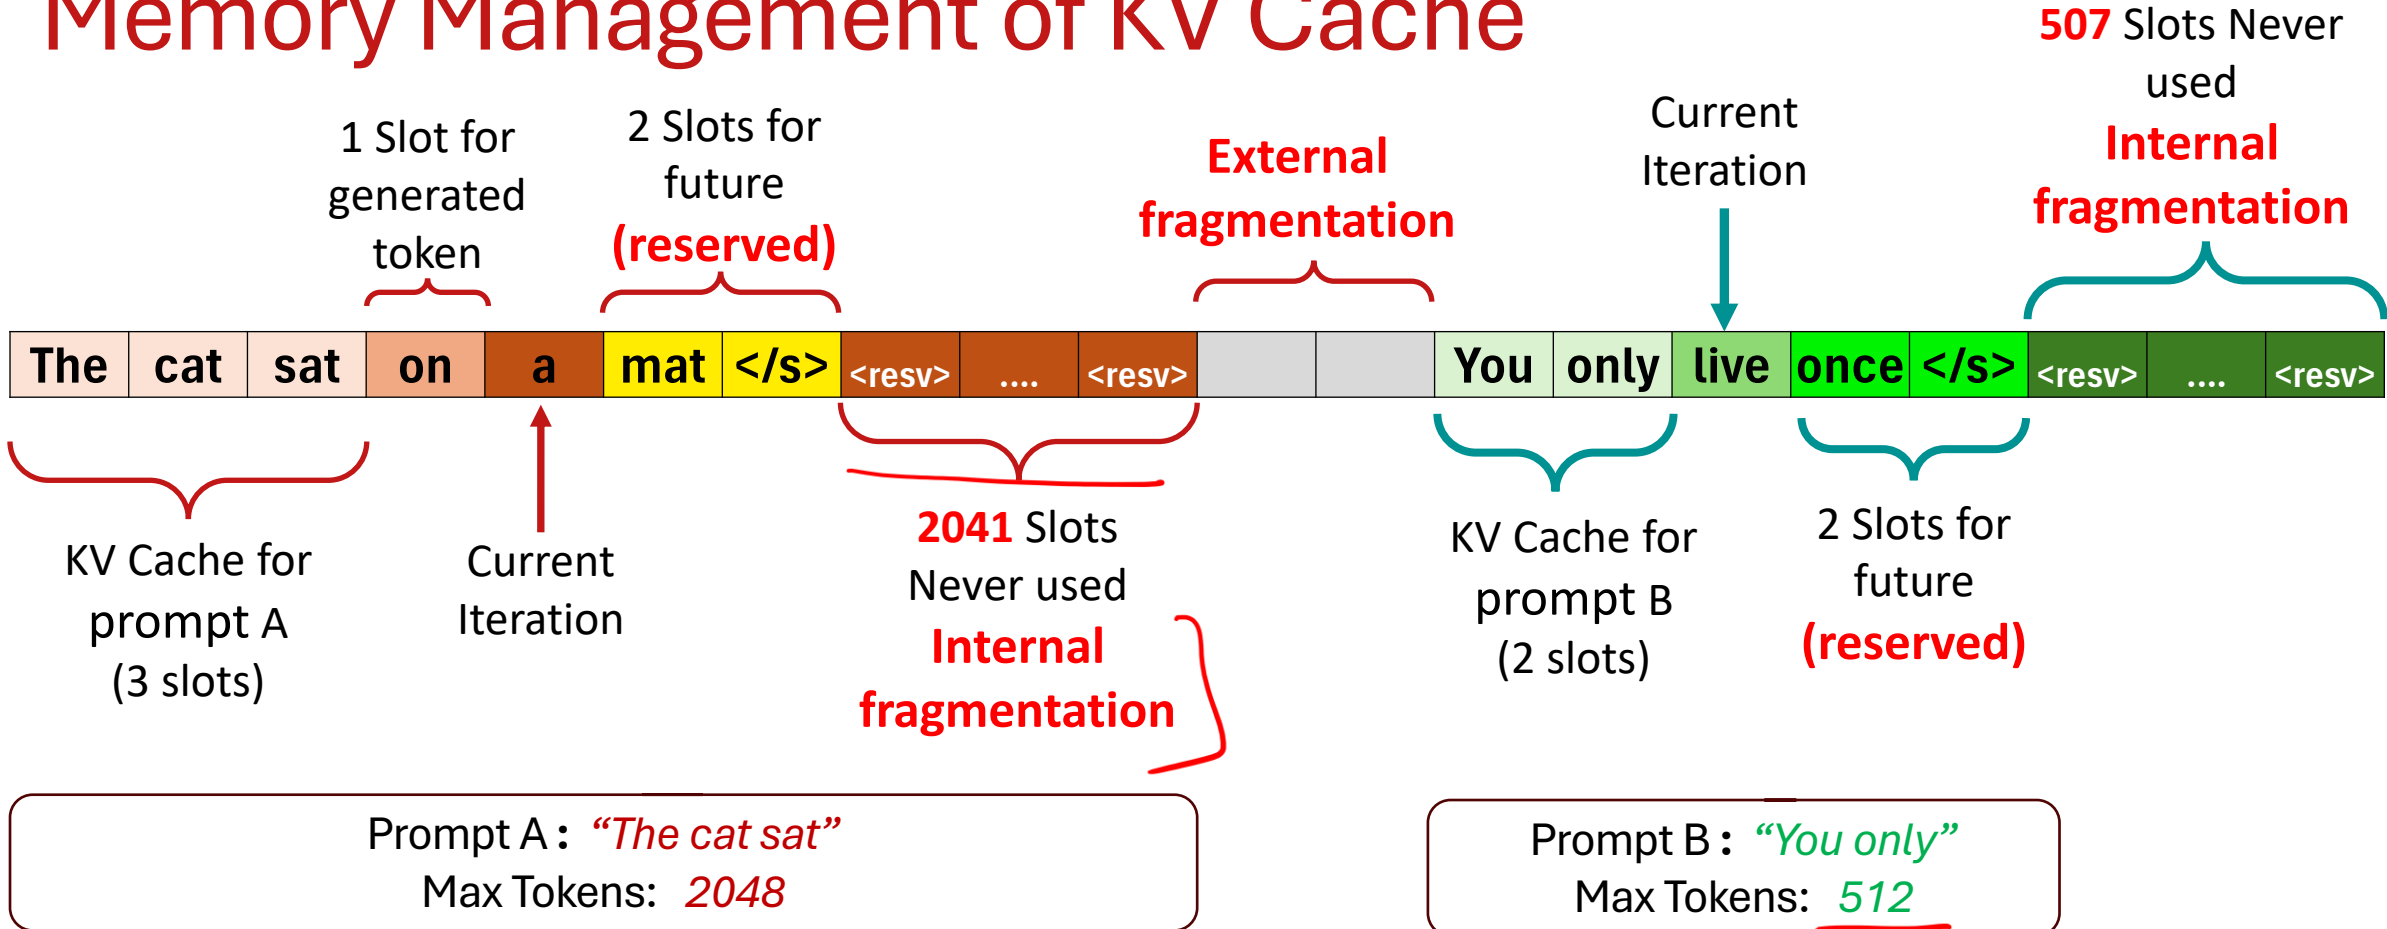 Memory Management of KV Cache
507 Slots Never
used
Internal
fragmentation
1 Slot for
generated
token
2 Slots for
future
(reserved)
External
fragmentation
Current
Iteration
The cat sat on a mat </s> <resv> .... <resv> You only live once </s> <resv> .... <resv>
KV Cache for
prompt A
(3 slots)
Current
Iteration
2041 Slots
Never used
Internal
fragmentation
KV Cache for
prompt B
(2 slots)
2 Slots for
future
(reserved)
Prompt A : “The cat sat”
Max Tokens: 2048
Prompt B : “You only”
Max Tokens: 512